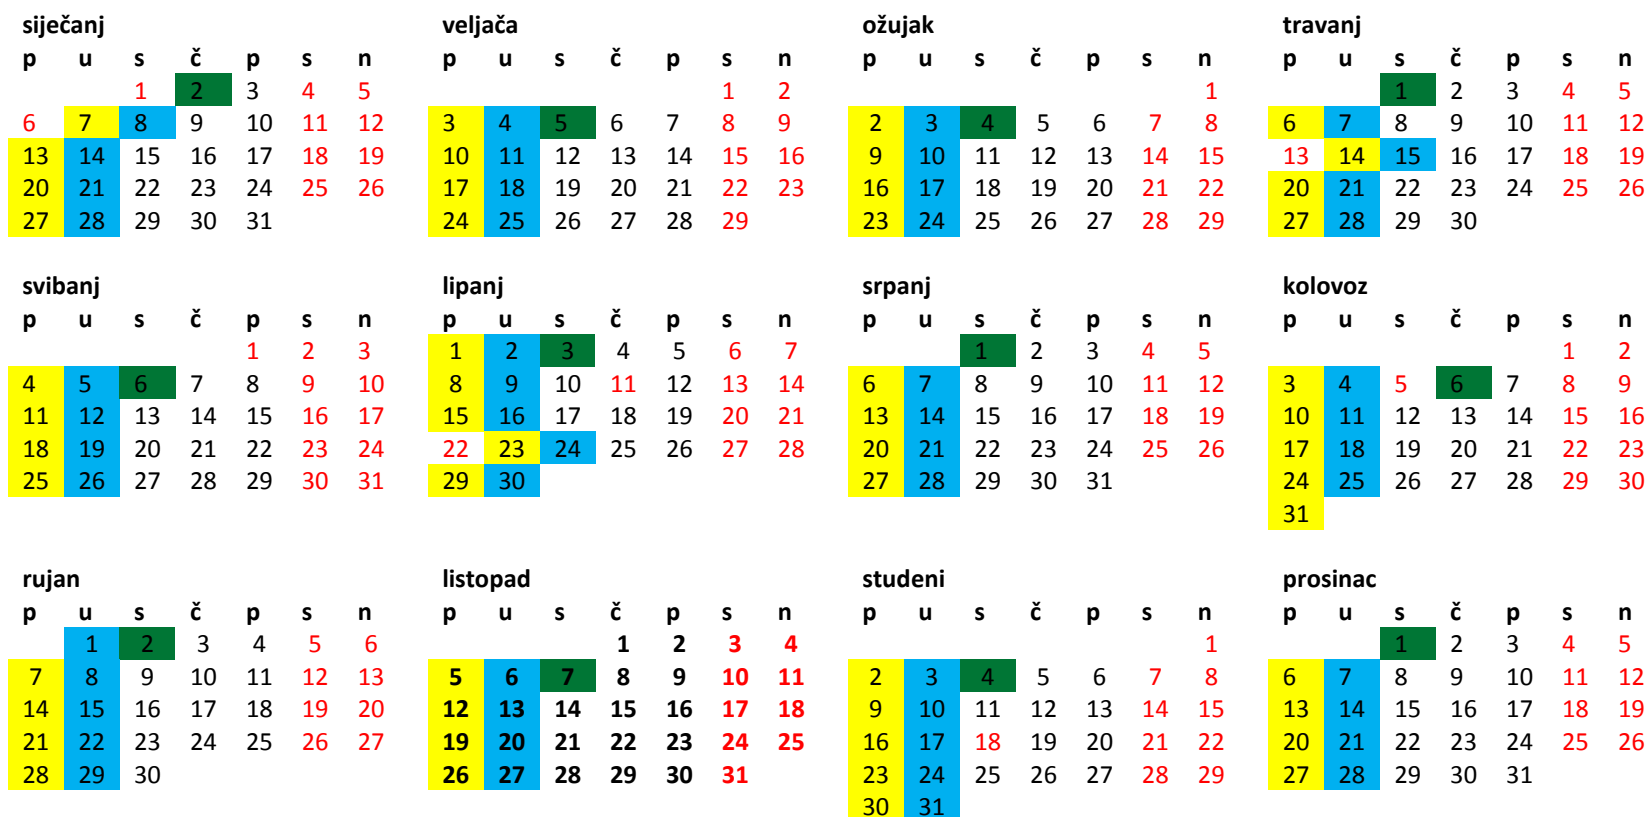 siječanj
p u s č p s n
1 2 3 4 5
6 7 8 9 10 11 12
13 14 15 16 17 18 19
20 21 22 23 24 25 26
27 28 29 30 31
veljača
p u s č p s n
1 2
3 4 5 6 7 8 9
10 11 12 13 14 15 16
17 18 19 20 21 22 23
24 25 26 27 28 29
ožujak
p u s č p s n
1
2 3 4 5 6 7 8
9 10 11 12 13 14 15
16 17 18 19 20 21 22
23 24 25 26 27 28 29
travanj
p u s č p s n
1 2 3 4 5
6 7 8 9 10 11 12
13 14 15 16 17 18 19
20 21 22 23 24 25 26
27 28 29 30
svibanj
p u s č p s n
1 2 3
4 5 6 7 8 9 10
11 12 13 14 15 16 17
18 19 20 21 22 23 24
25 26 27 28 29 30 31
lipanj
p u s č p s n
1 2 3 4 5 6 7
8 9 10 11 12 13 14
15 16 17 18 19 20 21
22 23 24 25 26 27 28
29 30
srpanj
p u s č p s n
1 2 3 4 5
6 7 8 9 10 11 12
13 14 15 16 17 18 19
20 21 22 23 24 25 26
27 28 29 30 31
kolovoz
p u s č p s n
1 2
3 4 5 6 7 8 9
10 11 12 13 14 15 16
17 18 19 20 21 22 23
24 25 26 27 28 29 30
31
rujan
p u s č p s n
1 2 3 4 5 6
7 8 9 10 11 12 13
14 15 16 17 18 19 20
21 22 23 24 25 26 27
28 29 30
listopad
p u s č p s n
1 2 3 4
5 6 7 8 9 10 11
12 13 14 15 16 17 18
19 20 21 22 23 24 25
26 27 28 29 30 31
studeni
p u s č p s n
1
2 3 4 5 6 7 8
9 10 11 12 13 14 15
16 17 18 19 20 21 22
23 24 25 26 27 28 29
30 31
prosinac
p u s č p s n
1 2 3 4 5
6 7 8 9 10 11 12
13 14 15 16 17 18 19
20 21 22 23 24 25 26
27 28 29 30 31